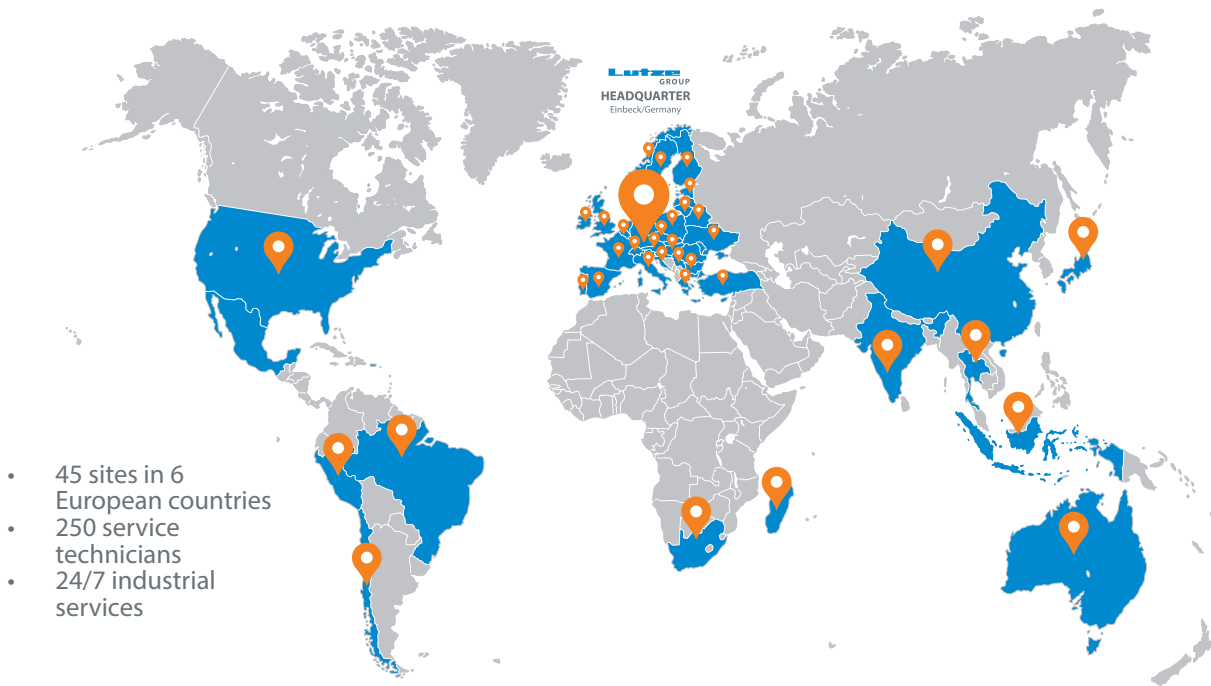 Lutze
GROUP
HEADQUARTER
Einbeck/Germany
• 45 sites in 6
European countries
• 250 service
technicians
• 24/7 industrial
services